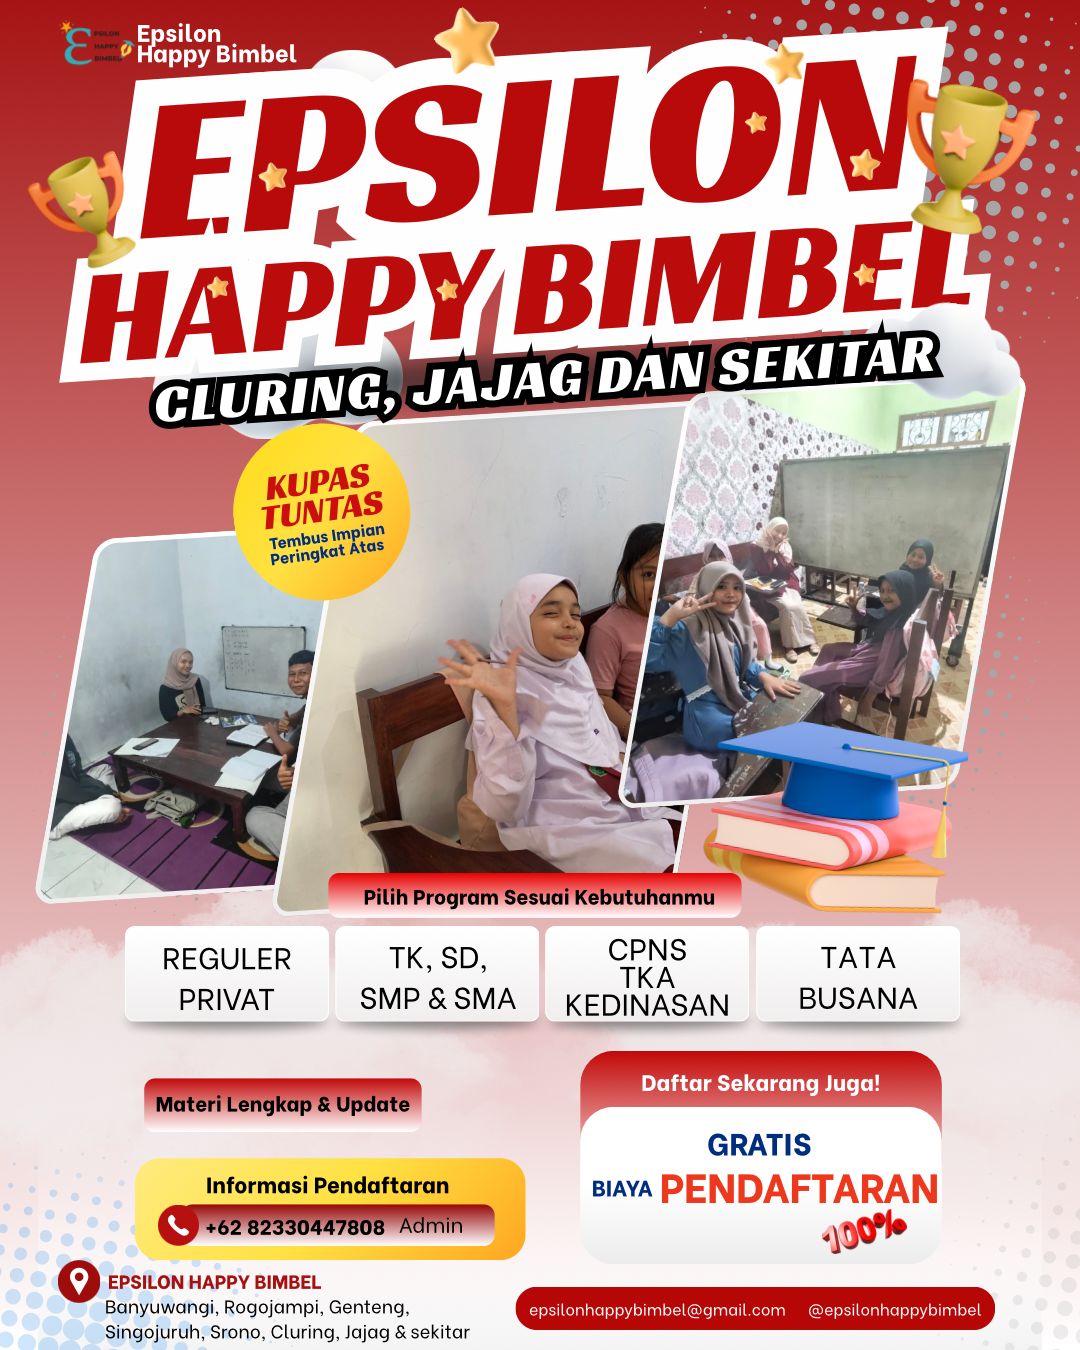 EPSILON
HAPPY
BIMBEL
Epsilon
Happy Bimbel
EPSILON
HAPPY BIMBEL
CLURING, JAJAG DAN SEKITAR
KUPAS
TUNTAS
Tembus Impian
Peringkat Atas
Pilih Program Sesuai Kebutuhanmu
REGULER
PRIVAT
TK, SD,
SMP & SMA
CPNS
TKA
KEDINASAN
TATA
BUSANA
Materi Lengkap & Update
Daftar Sekarang Juga!
GRATIS
BIAYA PENDAFTARAN
100%
Informasi Pendaftaran
+62 82330447808 Admin
EPSILON HAPPY BIMBEL
Banyuwangi, Rogojampi, Genteng,
Singojuruh, Srono, Cluring, Jajag & sekitar
epsilonhappybimbel@gmail.com @epsilonhappybimbel